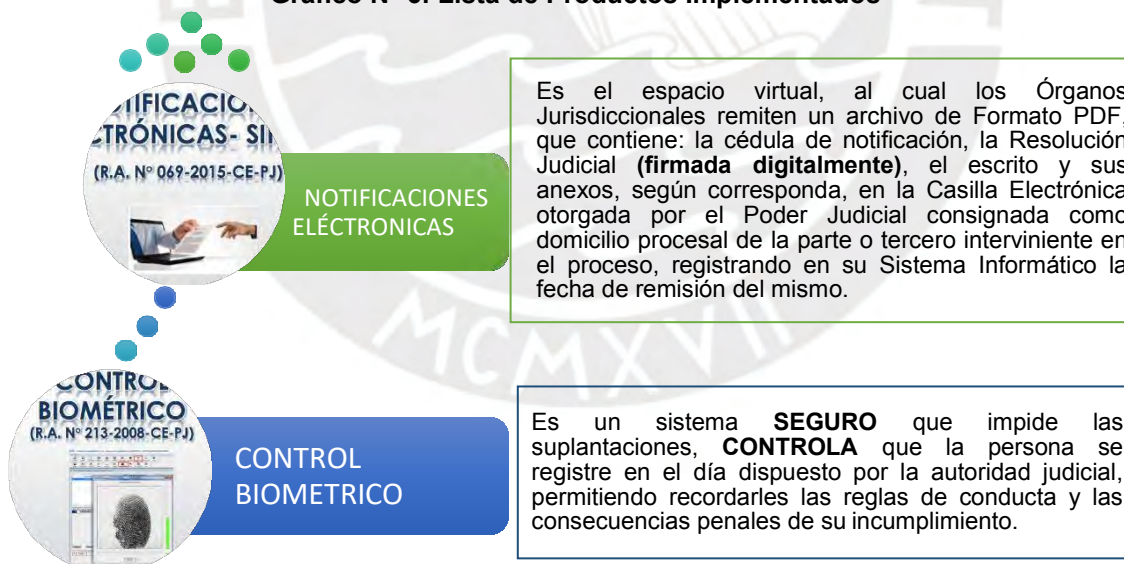 NOTIFICACIONES
ELÉCTRONICAS
(R.A. Nº 069-2015-CE-PJ)
Es el espacio virtual, al cual los Órganos
Jurisdiccionales remiten un archivo de Formato PDF,
que contiene: la cédula de notificación, la Resolución
Judicial (firmada digitalmente), el escrito y sus
anexos, según corresponda, en la Casilla Electrónica
otorgada por el Poder Judicial consignada como
domicilio procesal de la parte o tercero interviniente en
el proceso, registrando en su Sistema Informático la
fecha de remisión del mismo.
MCMXVII
CONTROL
BIOMÉTRICO
(R.A. Nº 213-2008-CE-PJ)
CONTROL
BIOMETRICO
Es un sistema SEGURO que impide las
suplantaciones, CONTROLA que la persona se
registre en el día dispuesto por la autoridad judicial,
permitiendo recordarles las reglas de conducta y las
consecuencias penales de su incumplimiento.